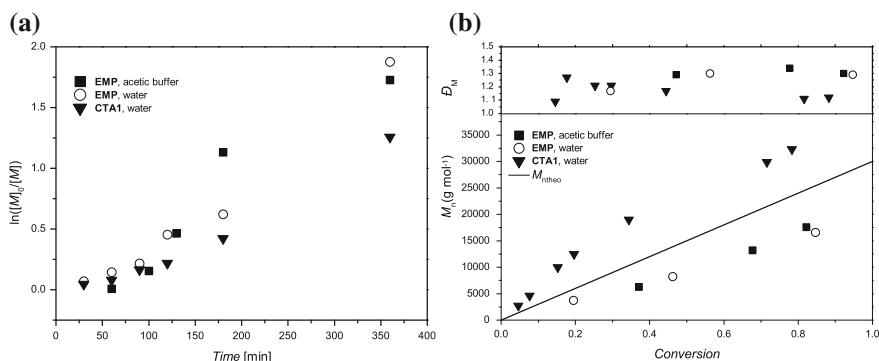 (a)
2.0
1.5
1.0
0.5
0.0
ln([M]₀/[M])
EMP, acetic buffer
EMP, water
CTA1, water
0 50 100 150 200 250 300 350 400
Time [min]
(b)
1.5
1.4
1.3
1.2
1.1
1.0
Đ_M
35000
30000
25000
20000
15000
10000
5000
0
M_n(g mol⁻¹)
EMP, acetic buffer
EMP, water
CTA1, water
M_ntheo
0.0 0.2 0.4 0.6 0.8 1.0
Conversion